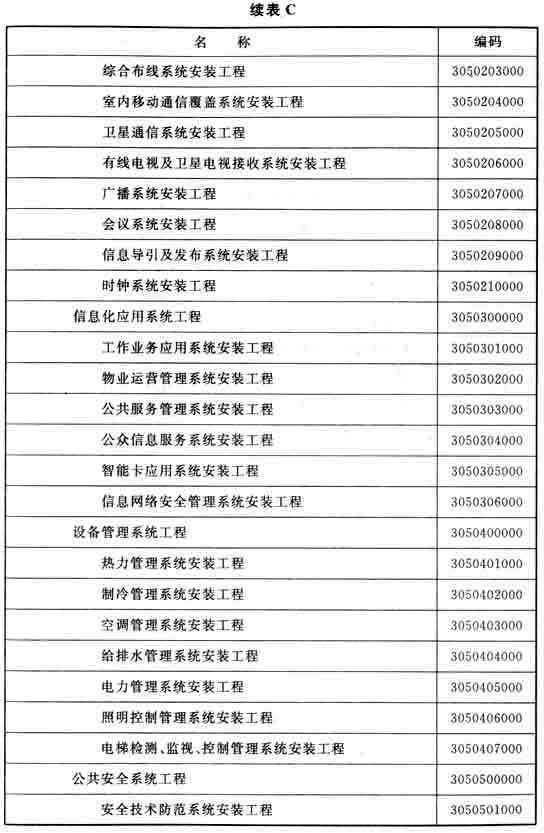 续表 C
名 称 编码
综合布线系统安装工程 3050203000
室内移动通信覆盖系统安装工程 3050204000
卫星通信系统安装工程 3050205000
有线电视及卫星电视接收系统安装工程 3050206000
广播系统安装工程 3050207000
会议系统安装工程 3050208000
信息导引及发布系统安装工程 3050209000
时钟系统安装工程 3050210000
信息化应用系统工程 3050300000
工作业务应用系统安装工程 3050301000
物业运营管理系统安装工程 3050302000
公共服务管理系统安装工程 3050303000
公众信息服务系统安装工程 3050304000
智能卡应用系统安装工程 3050305000
信息网络安全管理系统安装工程 3050306000
设备管理系统工程 3050400000
热力管理系统安装工程 3050401000
制冷管理系统安装工程 3050402000
空调管理系统安装工程 3050403000
给排水管理系统安装工程 3050404000
电力管理系统安装工程 3050405000
照明控制管理系统安装工程 3050406000
电梯检测、监视、控制管理系统安装工程 3050407000
公共安全系统工程 3050500000
安全技术防范系统安装工程 3050501000